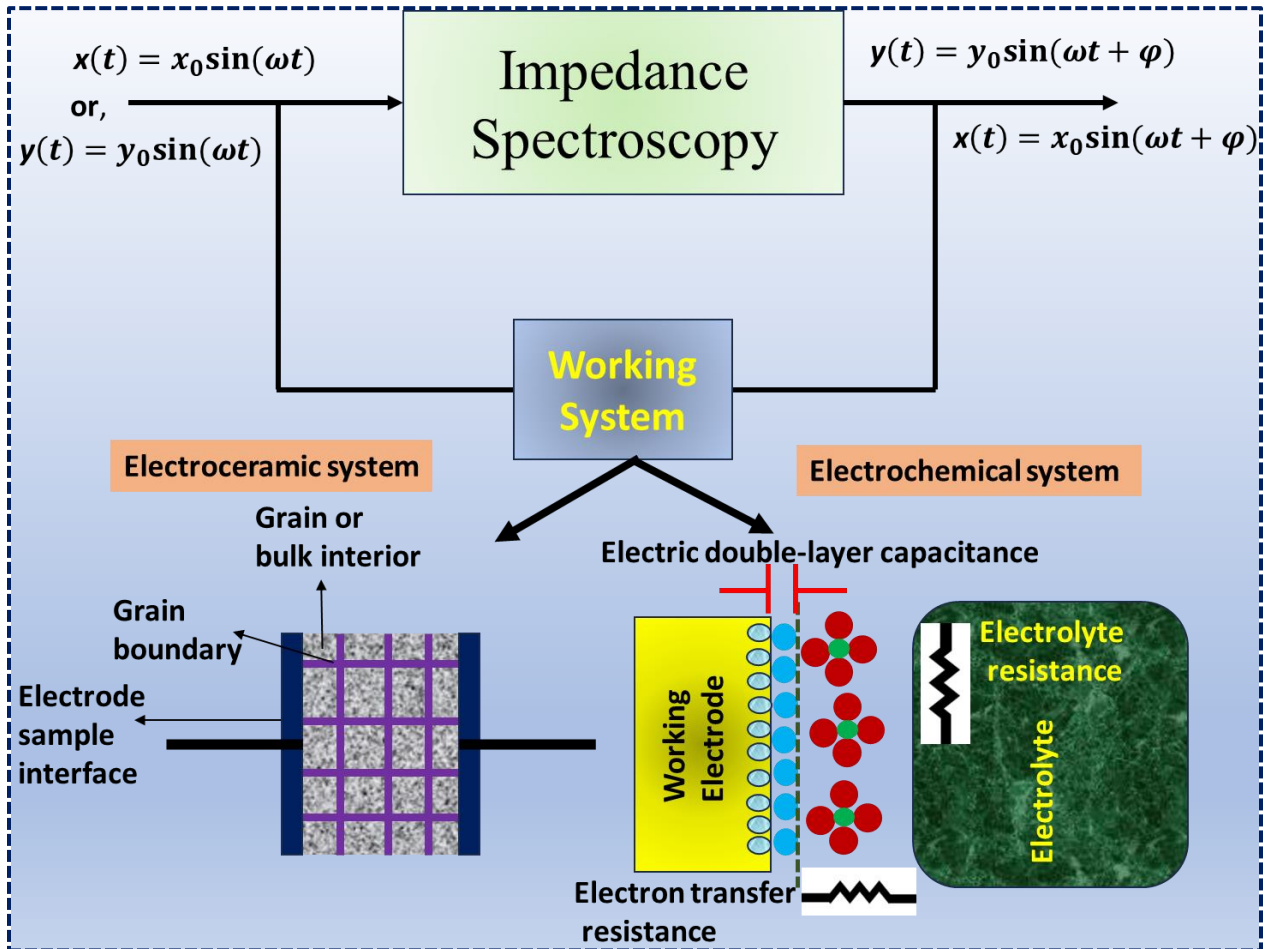 x(t) = x₀sin(ωt)
or,
y(t) = y₀sin(ωt)
Impedance
Spectroscopy
y(t) = y₀sin(ωt + φ)
x(t) = x₀sin(ωt + φ)
Working
System
Electroceramic system
Electrochemical system
Grain or
bulk interior
Grain
boundary
Electrode
sample
interface
Electric double-layer capacitance
Working
Electrode
Electrolyte
resistance
Electrolyte
Electron transfer
resistance